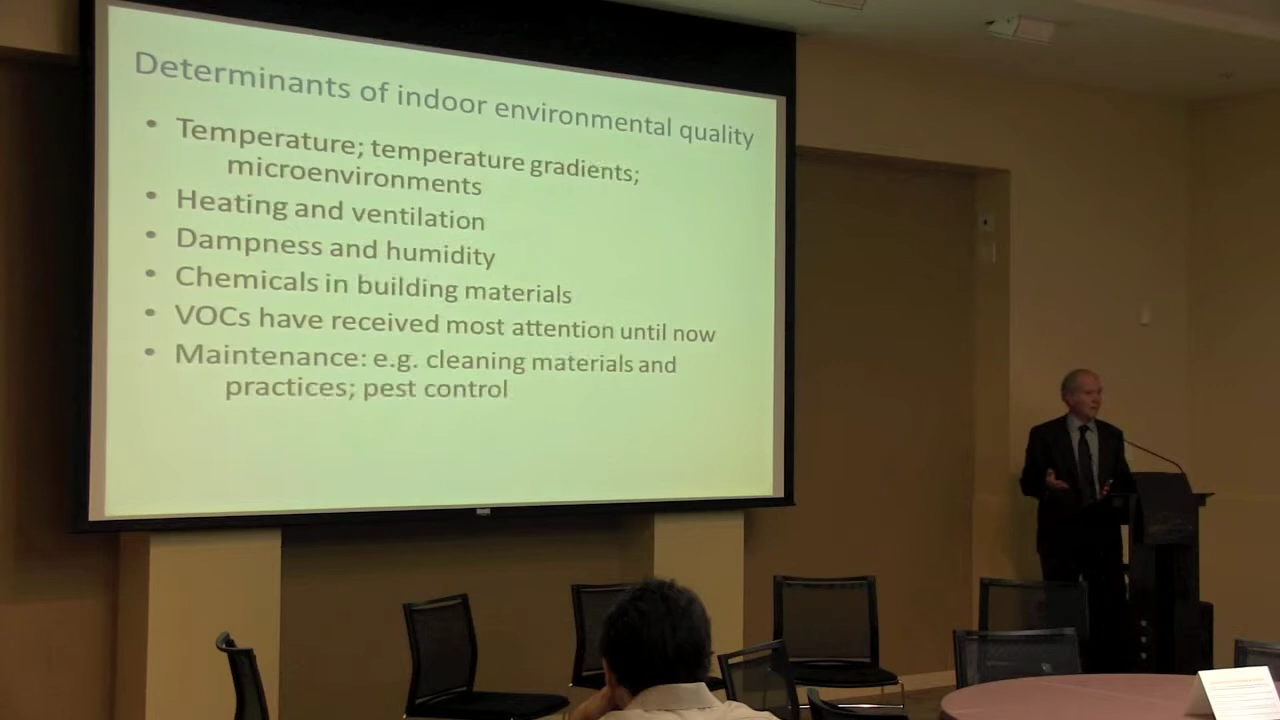 Determinants of indoor environmental quality
• Temperature; temperature gradients;
microenvironments
• Heating and ventilation
• Dampness and humidity
• Chemicals in building materials
• VOCs have received most attention until now
• Maintenance: e.g. cleaning materials and
practices; pest control